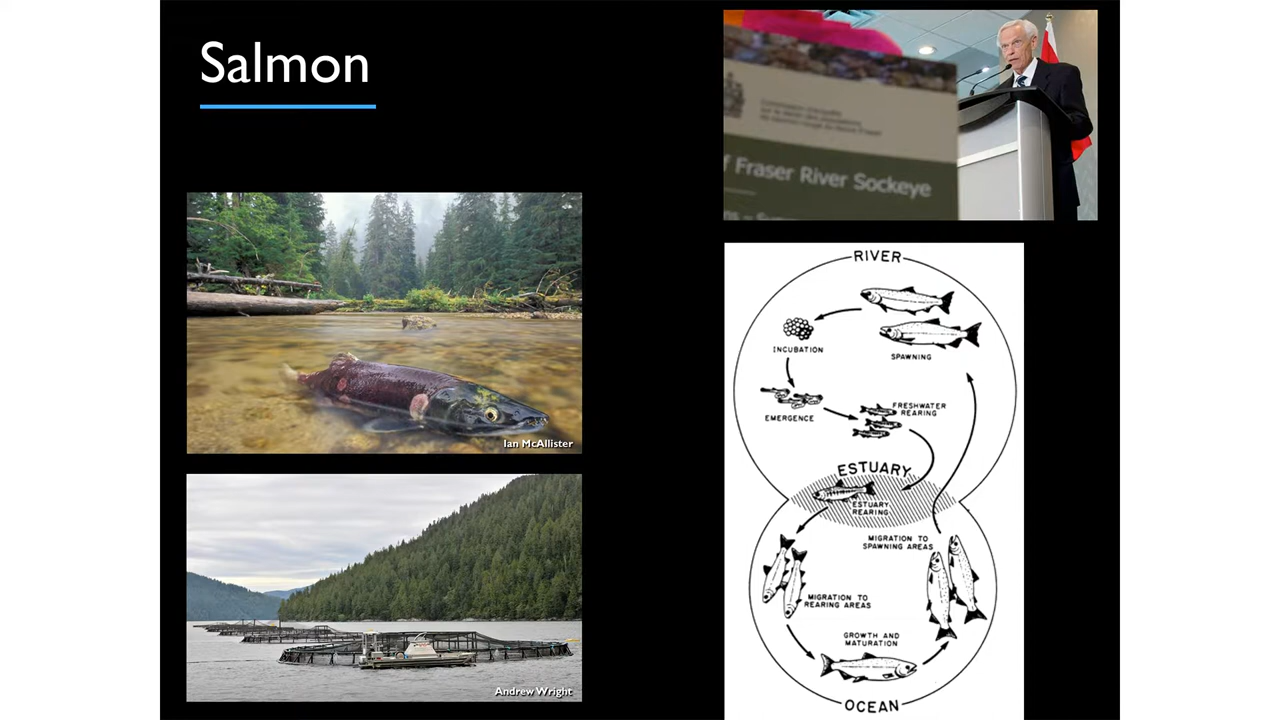 Salmon
Ian McAllister
Andrew Wright
f Fraser River Sockeye
RIVER
INCUBATION
SPAWNING
EMERGENCE
FRESHWATER
REARING
ESTUARY
ESTUARY
REARING
MIGRATION TO
SPAWNING AREAS
MIGRATION TO
REARING AREAS
GROWTH AND
MATURATION
OCEAN